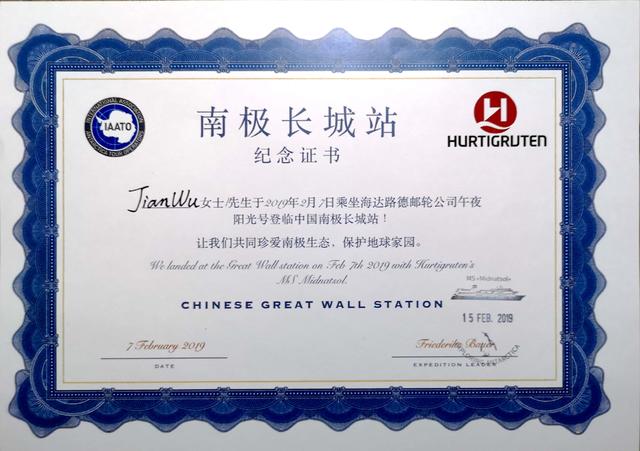 INTERNATIONAL ASSOCIATION
IAATO
ANTARCTICA TOUR OPERATORS
HURTIGRUTEN
南极长城站
纪念证书
JianWu女士/先生于2019年2月7日乘坐海达路德邮轮公司午夜
阳光号登临中国南极长城站！
让我们共同珍爱南极生态，保护地球家园。
We landed at the Great Wall station on Feb 7th 2019 with Hurtigruten's
MS Midnatsol.
MS «Midnatsol»
CHINESE GREAT WALL STATION
15 FEB. 2019
7 February 2019
Friederike Bauer
DATE
EXPEDITION LEADER
EXPLORING ANTARCTICA